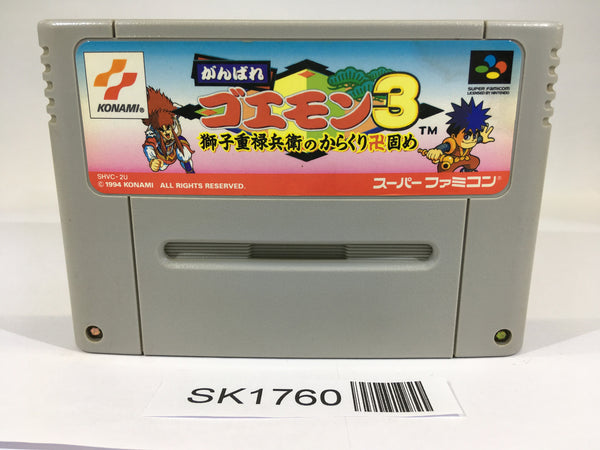 KONAMI®
がんばれ
ゴエモン3
TM
獅子重禄兵衛のからくり卍固め
SUPER FAMICOM
LICENSED BY NINTENDO
SHVC-2U
©1994 KONAMI ALL RIGHTS RESERVED.
スーパーファミコン®
SK1760